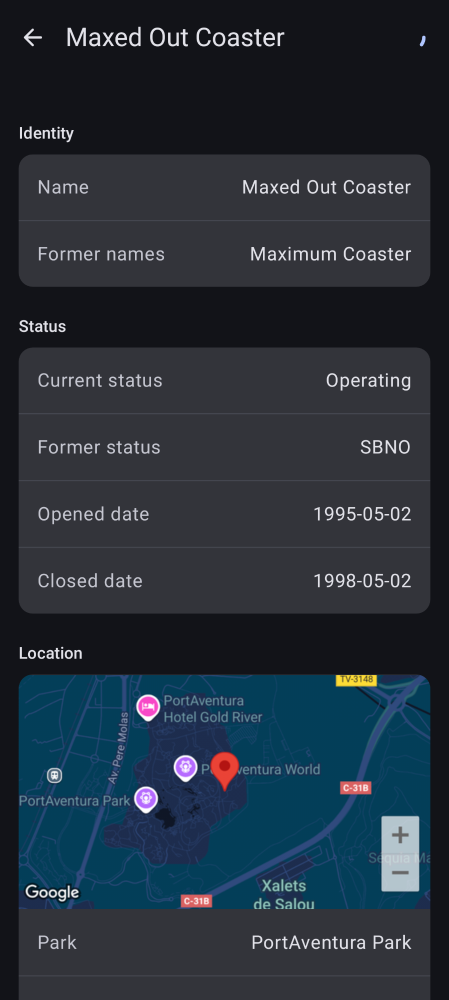 Maxed Out Coaster
Identity
Name Maxed Out Coaster
Former names Maximum Coaster
Status
Current status Operating
Former status SBNO
Opened date 1995-05-02
Closed date 1998-05-02
Location
TV-3148
PortAventura
Hotel Gold River
Av. Pere Molas
PortAventura World
C-31B
PortAventura Park
Google
C-31B
Xalets
de Salou
Park PortAventura Park